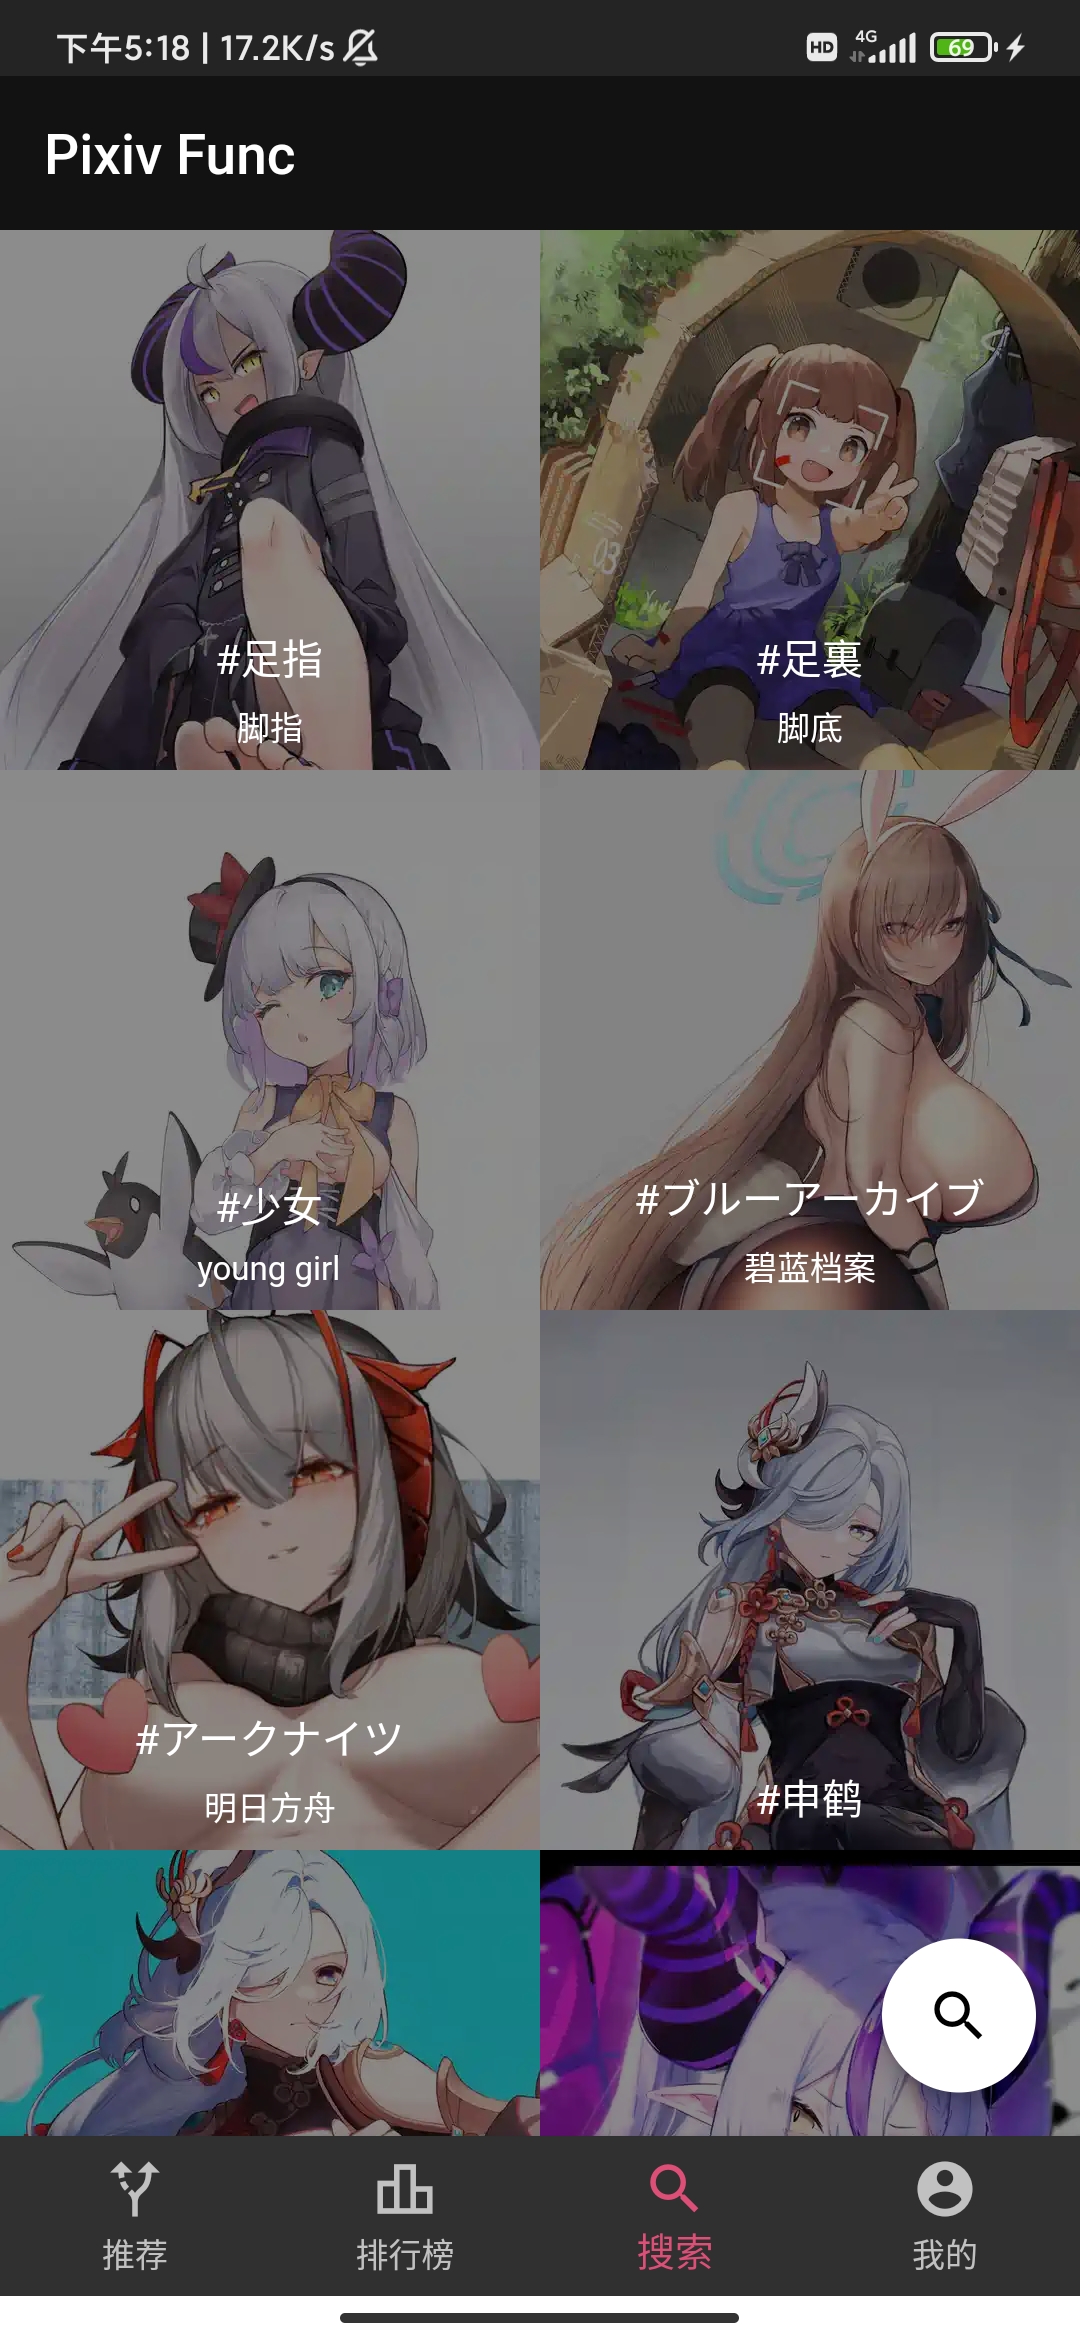 下午5:18 | 17.2K/s
HD
4G
69
Pixiv Func
#足指
脚指
03
#足裏
脚底
#少女
young girl
#ブルーアーカイブ
碧蓝档案
#アークナイツ
明日方舟
#申鹤
推荐
排行榜
搜索
我的